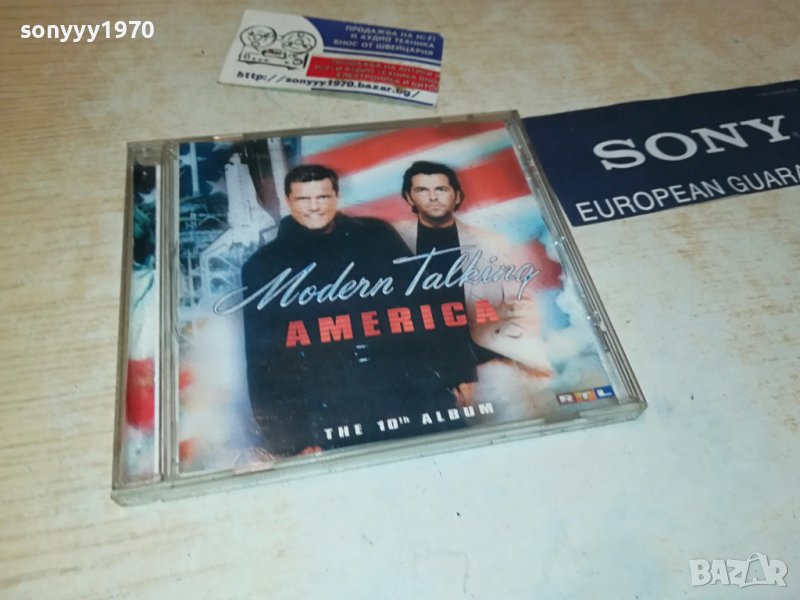 sonyyy1970
ПРОДАЖБА НА HI-FI
И АУДИО ТЕХНИКА
ВНОС ОТ ШВЕЙЦАРИЯ
http://sonyyy1970.bazar.bg/
SONY
EUROPEAN GUARA
Modern Talking
AMERICA
THE 10th ALBUM
RTL
BAZAR